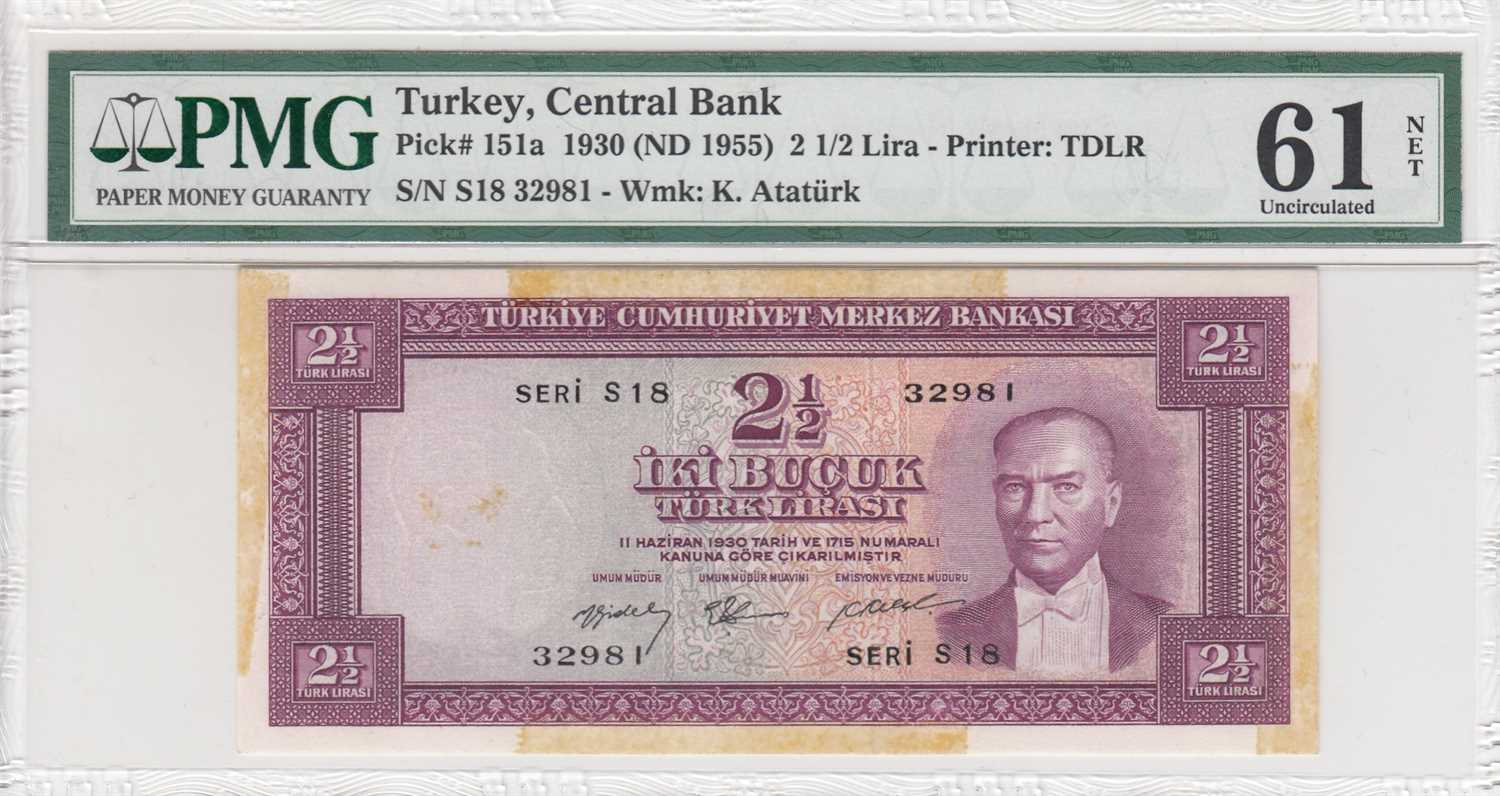 PMG
PAPER MONEY GUARANTY
Turkey, Central Bank
Pick# 151a 1930 (ND 1955) 2 1/2 Lira - Printer: TDLR
S/N S18 32981 - Wmk: K. Atatürk
61
NET
Uncirculated
TÜRKİYE CUMHURİYET MERKEZ BANKASI
2½
TÜRK LİRASI
2½
TÜRK LİRASI
SERİ S18
2½
32981
İKİ BUÇUK
TÜRK LİRASI
11 HAZİRAN 1930 TARİH VE 1715 NUMARALI
KANUNA GÖRE ÇIKARILMIŞTIR
UMUM MÜDÜR UMUM MÜDÜR MUAVİNİ EMİSYON VE VEZNE MÜDÜRÜ
32981
SERİ S18
2½
TÜRK LİRASI
2½
TÜRK LİRASI